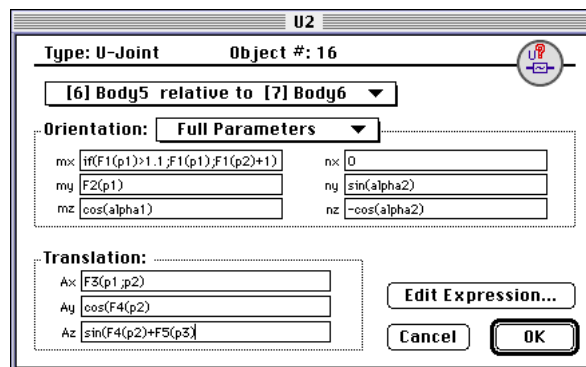 U2
Type: U-Joint Object #: 16
U?
[6] Body5 relative to [7] Body6
Orientation: Full Parameters
mx if(F1(p1)>1.1;F1(p1);F1(p2)+1) nx 0
my F2(p1) ny sin(alpha2)
mz cos(alpha1) nz -cos(alpha2)
Translation:
Ax F3(p1;p2)
Ay cos(F4(p2)
Az sin(F4(p2)+F5(p3)
Edit Expression...
Cancel OK